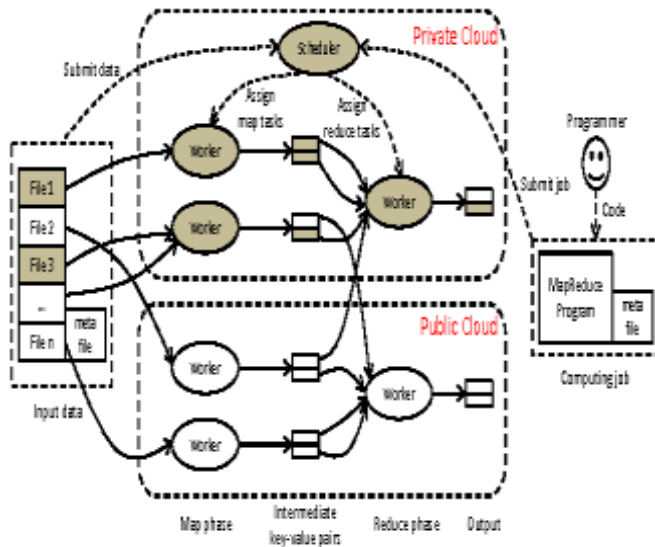 Private Cloud
Scheduler
Submit data
Assign
map tasks
Assign
reduce tasks
Programmer
Worker
File 1
Worker
Submit job
File 2
Worker
Code
File 3
...
MapReduce
Program
meta
file
meta
file
File n
Public Cloud
Worker
Worker
Computing job
Input data
Worker
Map phase
Intermediate
key-value pairs
Reduce phase
Output